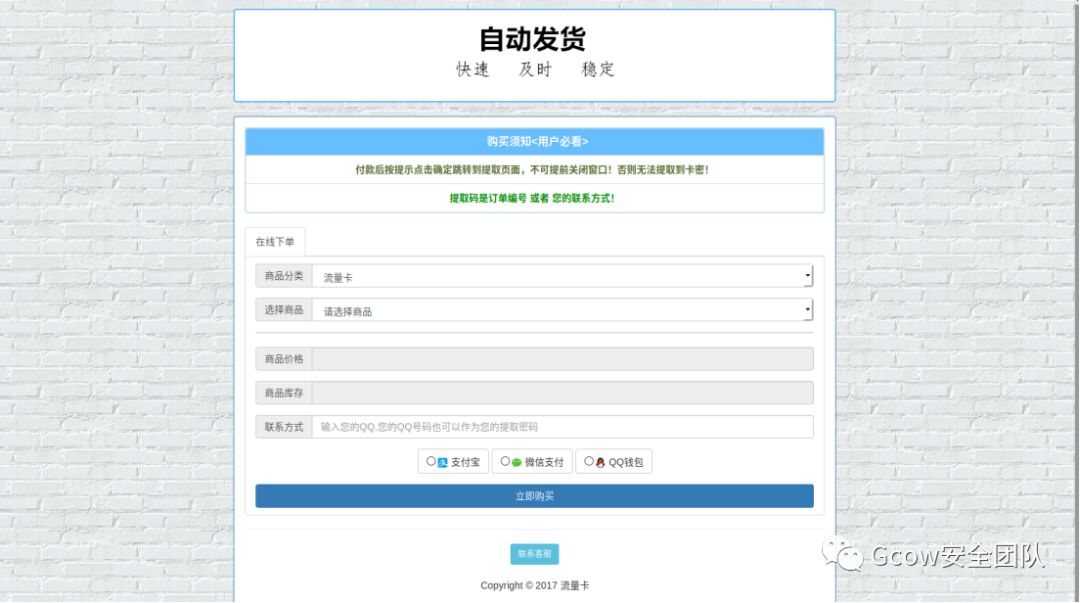 自动发货
快速 及时 稳定
购买须知<用户必看>
付款后按提示点击确定跳转到提取页面，不可提前关闭窗口！否则无法提取到卡密！
提取码是订单编号 或者 您的联系方式！
在线下单
商品分类 流量卡
选择商品 请选择商品
商品价格
商品库存
联系方式 输入您的QQ.您的QQ号码也可以作为您的提取密码
支付宝 微信支付 QQ钱包
立即购买
联系客服
Gcow安全团队
Copyright © 2017 流量卡